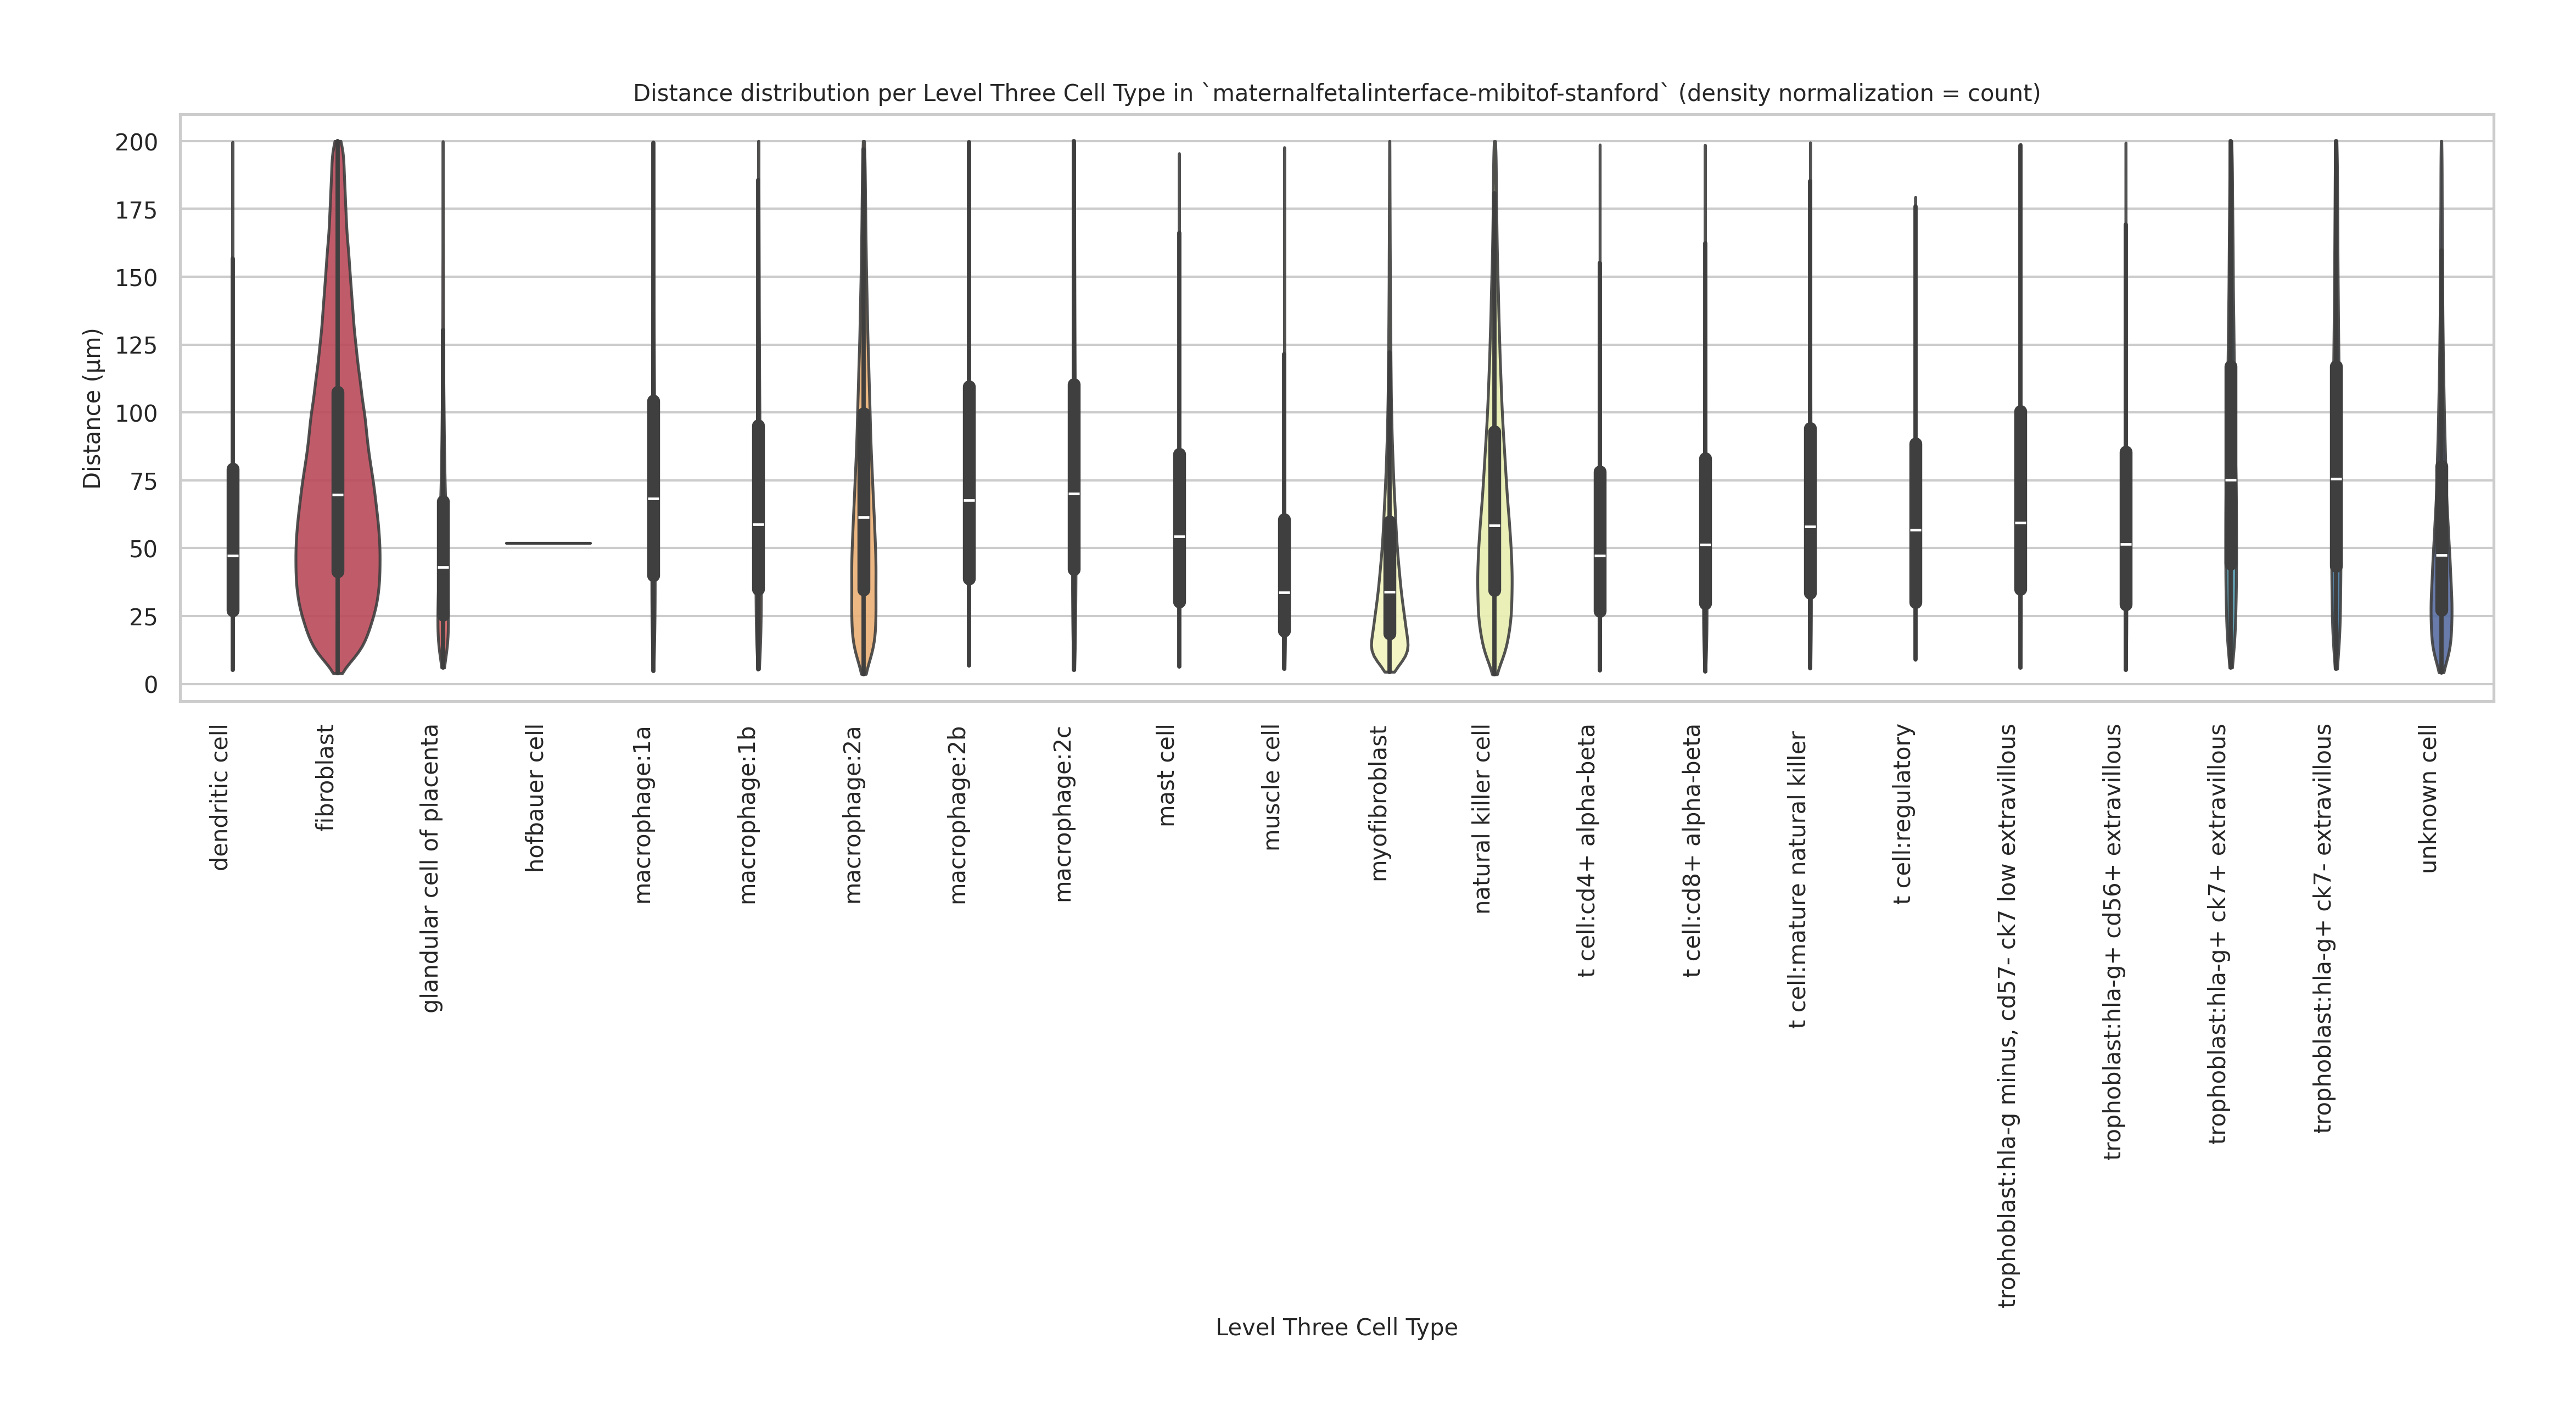 Distance distribution per Level Three Cell Type in `maternalfetalinterface-mibitof-stanford` (density normalization = count)
Distance (µm)
200
175
150
125
100
75
50
25
0
dendritic cell
fibroblast
glandular cell of placenta
hofbauer cell
macrophage:1a
macrophage:1b
macrophage:2a
macrophage:2b
macrophage:2c
mast cell
muscle cell
myofibroblast
natural killer cell
t cell:cd4+ alpha-beta
t cell:cd8+ alpha-beta
t cell:mature natural killer
t cell:regulatory
trophoblast:hla-g minus, cd57- ck7 low extravillous
trophoblast:hla-g+ cd56+ extravillous
trophoblast:hla-g+ ck7+ extravillous
trophoblast:hla-g+ ck7- extravillous
unknown cell
Level Three Cell Type